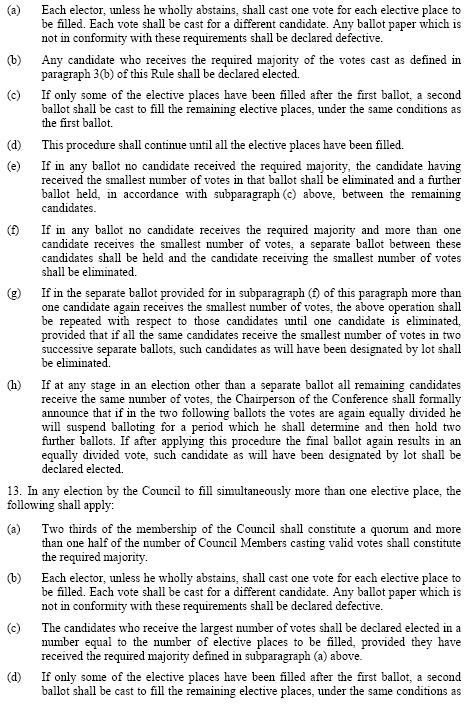 (a) Each elector, unless he wholly abstains, shall cast one vote for each elective place to
be filled. Each vote shall be cast for a different candidate. Any ballot paper which is
not in conformity with these requirements shall be declared defective.
(b) Any candidate who receives the required majority of the votes cast as defined in
paragraph 3(b) of this Rule shall be declared elected.
(c) If only some of the elective places have been filled after the first ballot, a second
ballot shall be cast to fill the remaining elective places, under the same conditions as
the first ballot.
(d) This procedure shall continue until all the elective places have been filled.
(e) If in any ballot no candidate received the required majority, the candidate having
received the smallest number of votes in that ballot shall be eliminated and a further
ballot held, in accordance with subparagraph (c) above, between the remaining
candidates.
(f) If in any ballot no candidate receives the required majority and more than one
candidate receives the smallest number of votes, a separate ballot between these
candidates shall be held and the candidate receiving the smallest number of votes
shall be eliminated.
(g) If in the separate ballot provided for in subparagraph (f) of this paragraph more than
one candidate again receives the smallest number of votes, the above operation shall
be repeated with respect to those candidates until one candidate is eliminated,
provided that if all the same candidates receive the smallest number of votes in two
successive separate ballots, such candidates as will have been designated by lot shall
be eliminated.
(h) If at any stage in an election other than a separate ballot all remaining candidates
receive the same number of votes, the Chairperson of the Conference shall formally
announce that if in the two following ballots the votes are again equally divided he
will suspend balloting for a period which he shall determine and then hold two
further ballots. If after applying this procedure the final ballot again results in an
equally divided vote, such candidate as will have been designated by lot shall be
declared elected.
13. In any election by the Council to fill simultaneously more than one elective place, the
following shall apply:
(a) Two thirds of the membership of the Council shall constitute a quorum and more
than one half of the number of Council Members casting valid votes shall constitute
the required majority.
(b) Each elector, unless he wholly abstains, shall cast one vote for each elective place to
be filled. Each vote shall be cast for a different candidate. Any ballot paper which is
not in conformity with these requirements shall be declared defective.
(c) The candidates who receive the largest number of votes shall be declared elected in a
number equal to the number of elective places to be filled, provided they have
received the required majority defined in subparagraph (a) above.
(d) If only some of the elective places have been filled after the first ballot, a second
ballot shall be cast to fill the remaining elective places, under the same conditions as